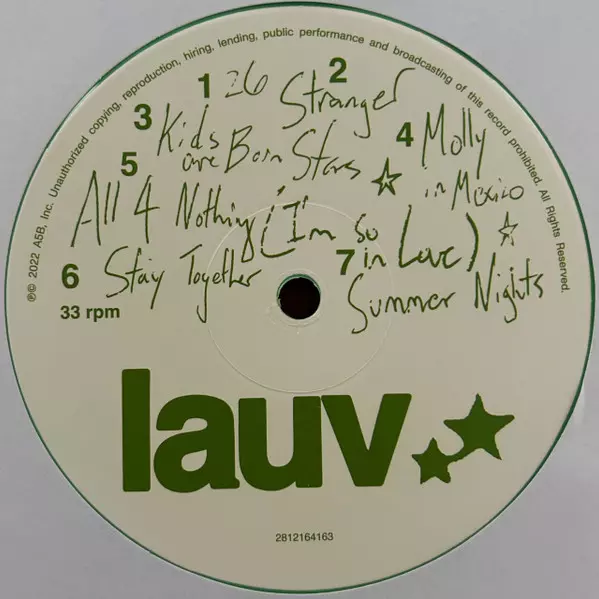 ℗© 2022 A5B, Inc. Unauthorized copying, reproduction, hiring, lending, public performance and broadcasting of this record prohibited. All Rights Reserved.
1 26
2 Stranger
3 Kids are Born Stars
4 Molly in Mexico
5 All 4 Nothing (I'm So in Love)
6 Stay Together
7 Summer Nights
33 rpm
lauv
2812164163